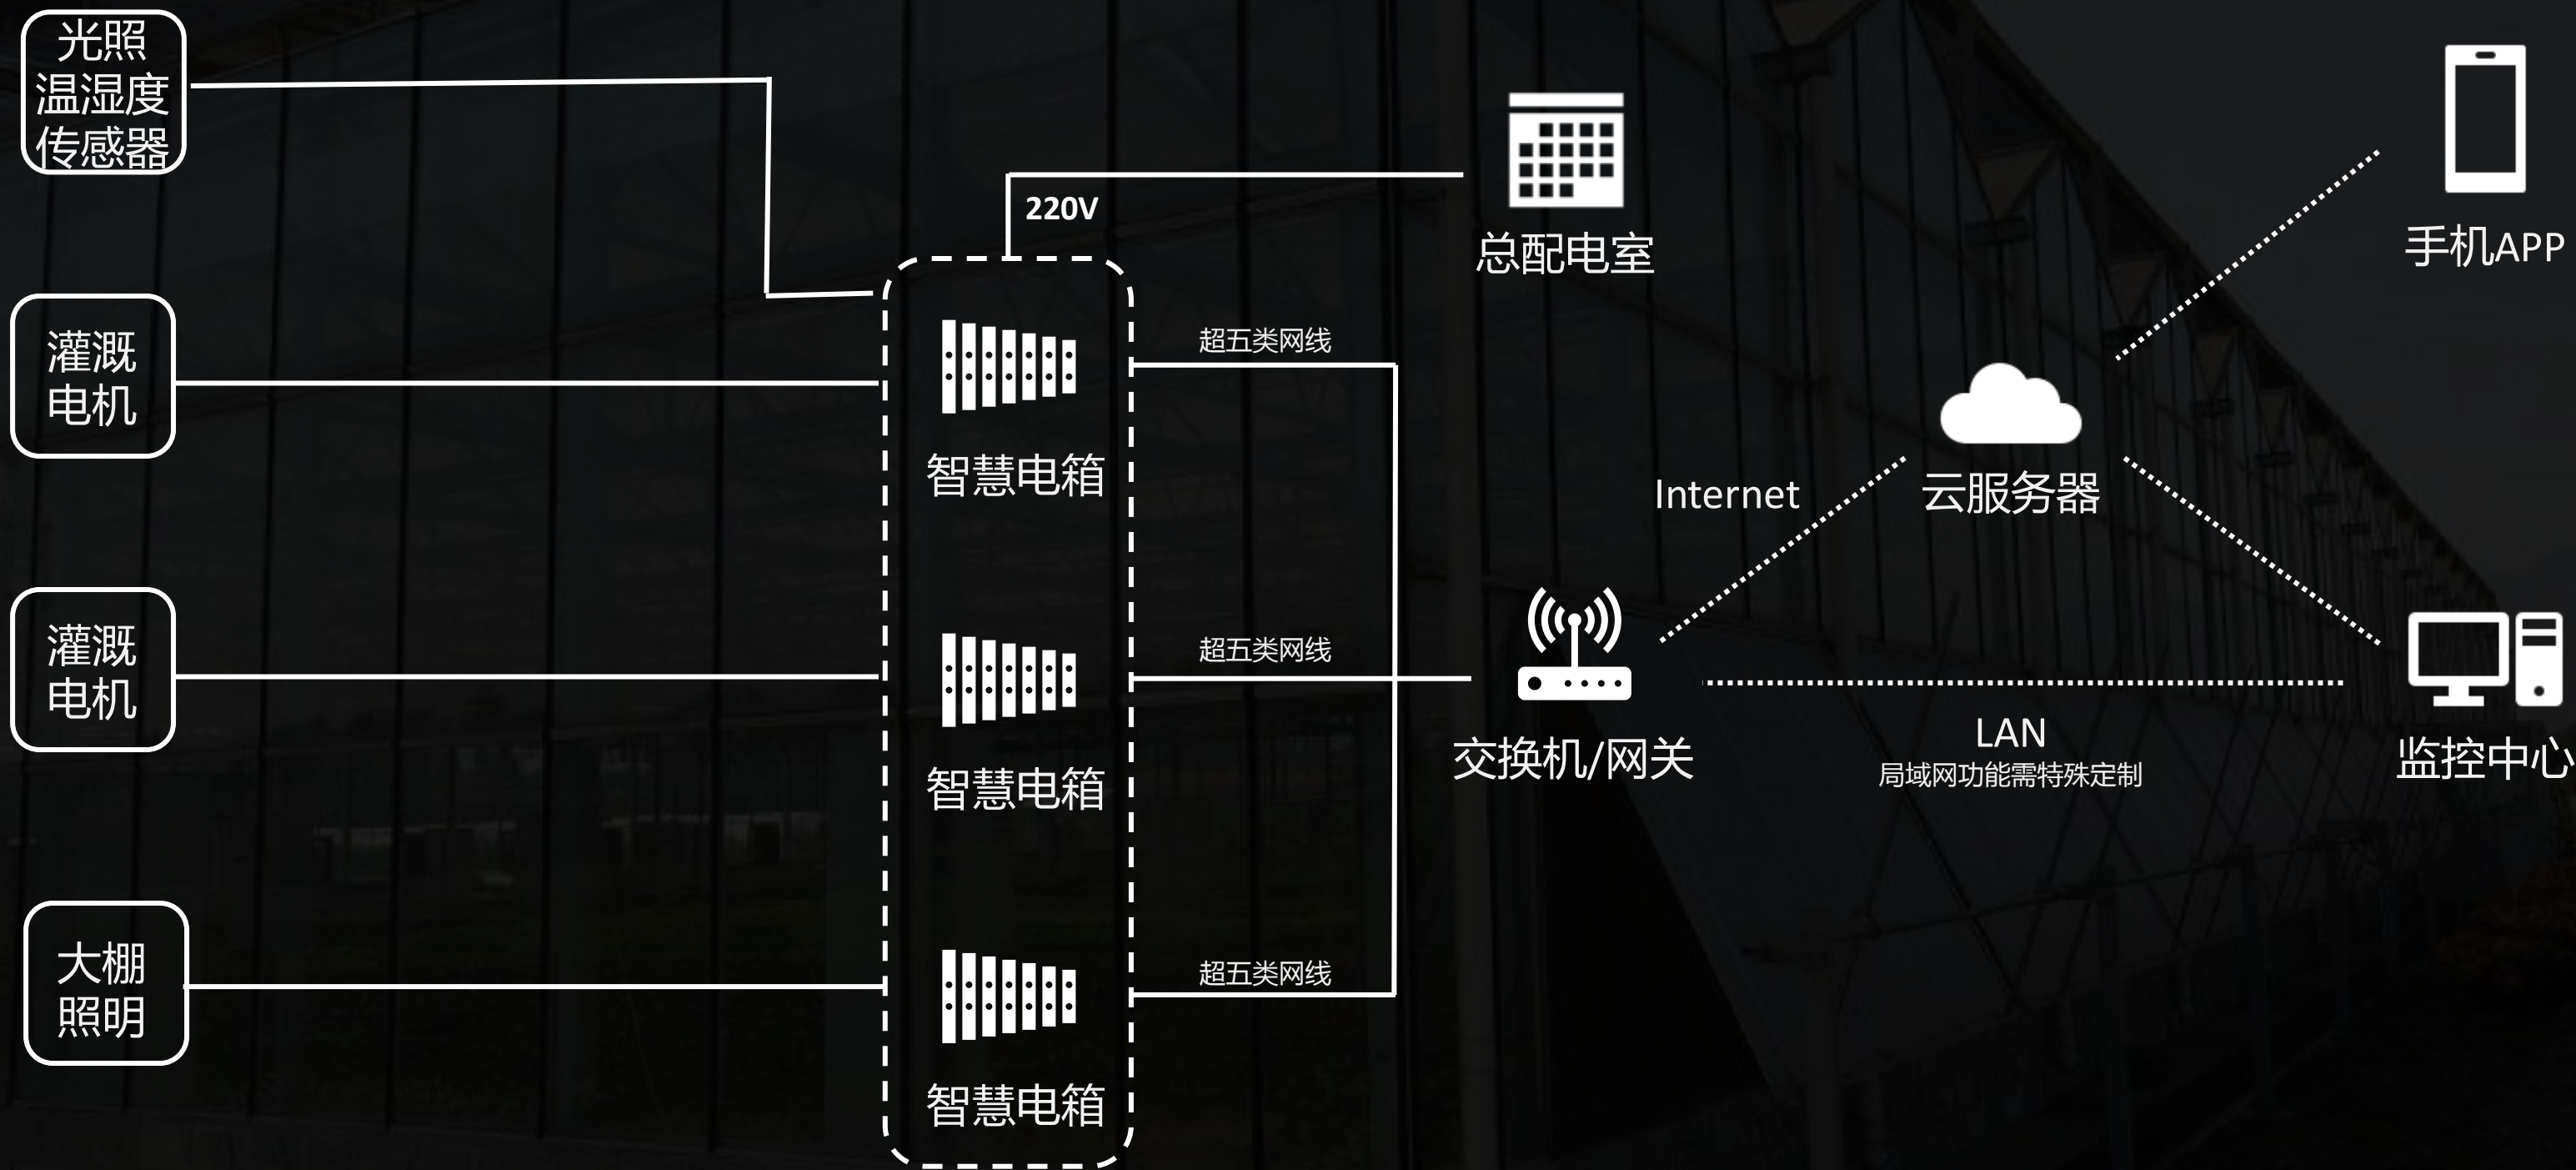 光照
温湿度
传感器
220V
总配电室
手机APP
灌溉
电机
智慧电箱
超五类网线
Internet
云服务器
灌溉
电机
智慧电箱
超五类网线
交换机/网关
LAN
局域网功能需特殊定制
监控中心
大棚
照明
智慧电箱
超五类网线